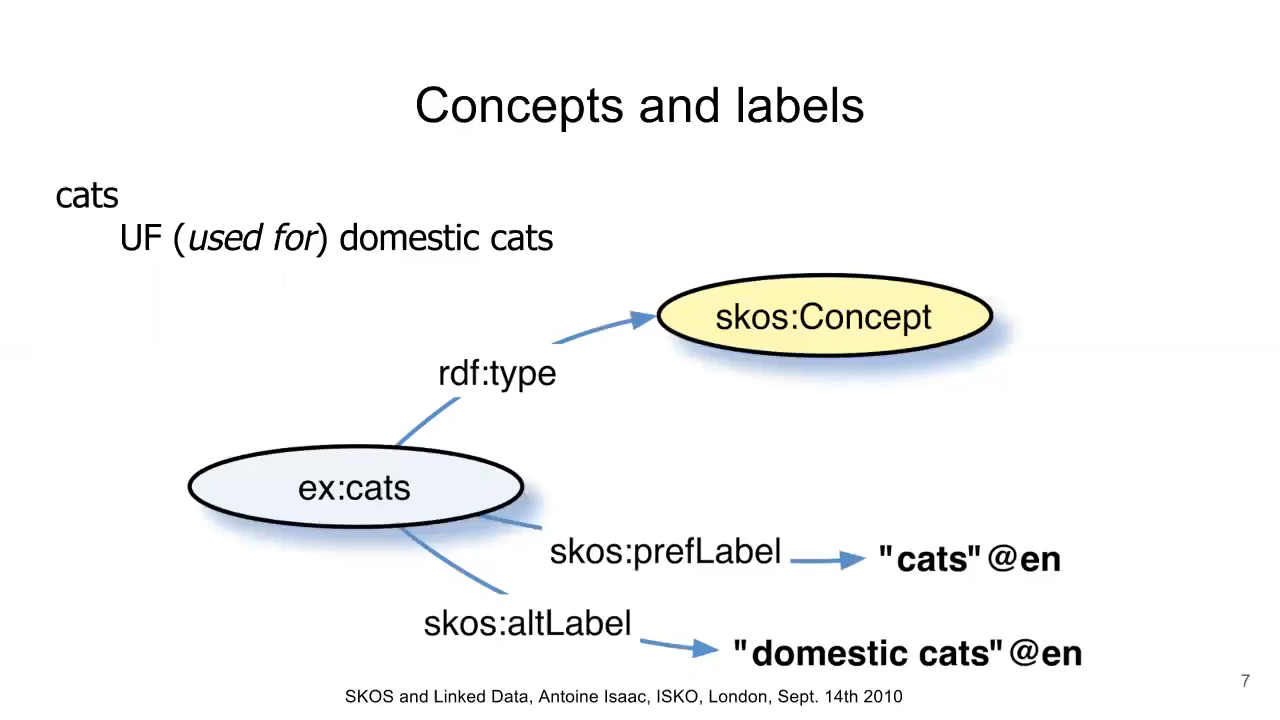 Concepts and labels
cats
UF (used for) domestic cats
skos:Concept
rdf:type
ex:cats
skos:prefLabel
"cats"@en
skos:altLabel
"domestic cats"@en
SKOS and Linked Data, Antoine Isaac, ISKO, London, Sept. 14th 2010
7